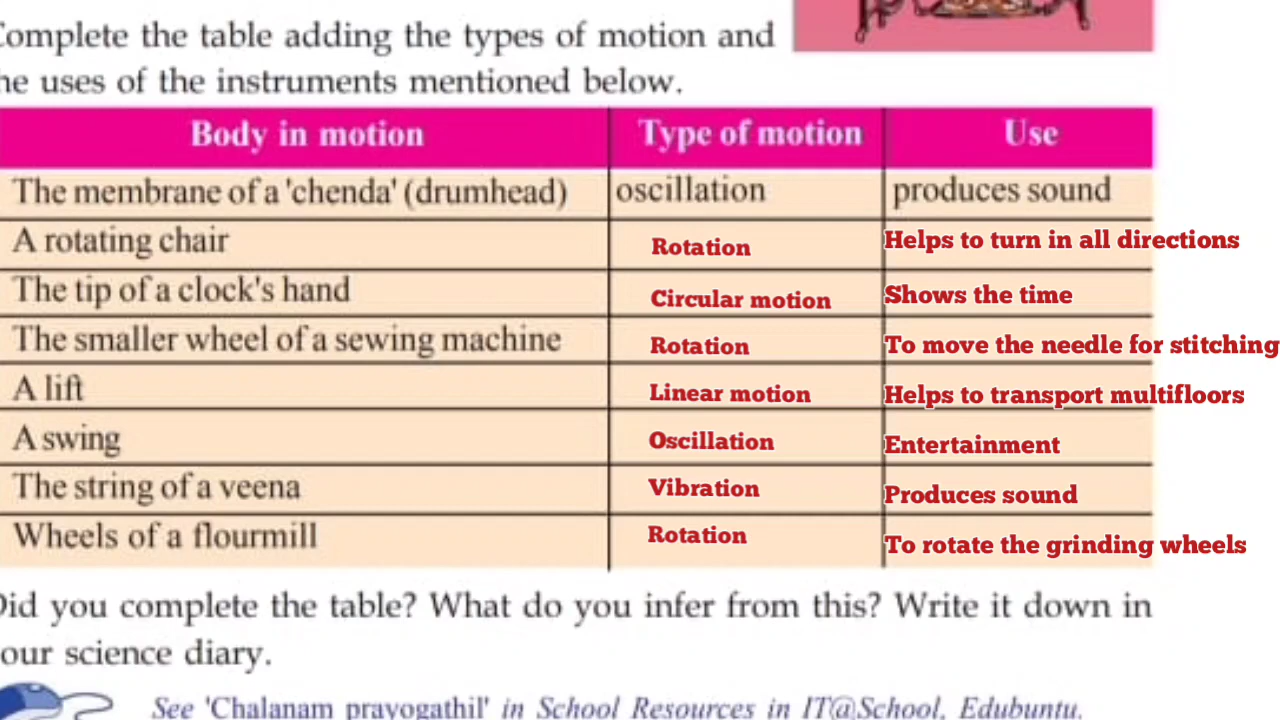 Complete the table adding the types of motion and
the uses of the instruments mentioned below.
Body in motion Type of motion Use
The membrane of a 'chenda' (drumhead) oscillation produces sound
A rotating chair Rotation Helps to turn in all directions
The tip of a clock's hand Circular motion Shows the time
The smaller wheel of a sewing machine Rotation To move the needle for stitching
A lift Linear motion Helps to transport multifloors
A swing Oscillation Entertainment
The string of a veena Vibration Produces sound
Wheels of a flourmill Rotation To rotate the grinding wheels
Did you complete the table? What do you infer from this? Write it down in
our science diary.
See 'Chalanam prayogathil' in School Resources in IT@School, Edubuntu.